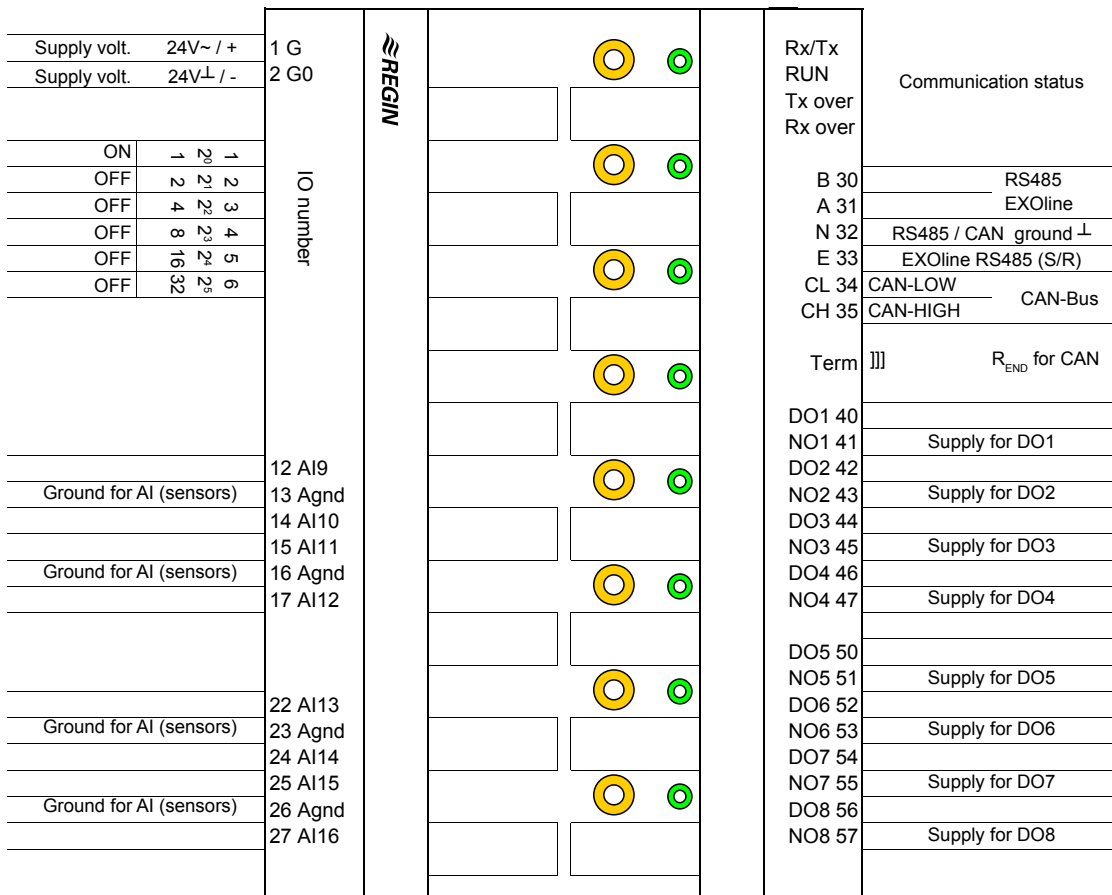 Supply volt. 24V~ / + 1 G
Supply volt. 24V⊥ / - 2 G0
ON 1 2⁰ 1
OFF 2 2¹ 2
OFF 4 2² 3
OFF 8 2³ 4
OFF 16 2⁴ 5
OFF 32 2⁵ 6
IO number
REGIN
12 AI9
Ground for AI (sensors) 13 Agnd
14 AI10
15 AI11
Ground for AI (sensors) 16 Agnd
17 AI12
22 AI13
Ground for AI (sensors) 23 Agnd
24 AI14
25 AI15
Ground for AI (sensors) 26 Agnd
27 AI16
Rx/Tx
RUN
Tx over
Rx over
Communication status
B 30 RS485
A 31 EXOline
N 32 RS485 / CAN ground ⊥
E 33 EXOline RS485 (S/R)
CL 34 CAN-LOW
CAN-Bus
CH 35 CAN-HIGH
Term ]]] R_END for CAN
DO1 40
NO1 41 Supply for DO1
DO2 42
NO2 43 Supply for DO2
DO3 44
NO3 45 Supply for DO3
DO4 46
NO4 47 Supply for DO4
DO5 50
NO5 51 Supply for DO5
DO6 52
NO6 53 Supply for DO6
DO7 54
NO7 55 Supply for DO7
DO8 56
NO8 57 Supply for DO8